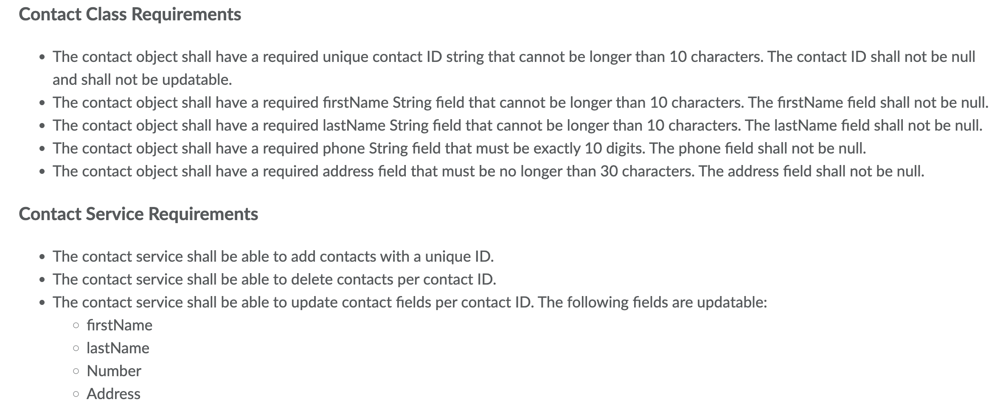 Contact Class Requirements
• The contact object shall have a required unique contact ID string that cannot be longer than 10 characters. The contact ID shall not be null
and shall not be updatable.
• The contact object shall have a required firstName String field that cannot be longer than 10 characters. The firstName field shall not be null.
• The contact object shall have a required lastName String field that cannot be longer than 10 characters. The lastName field shall not be null.
• The contact object shall have a required phone String field that must be exactly 10 digits. The phone field shall not be null.
• The contact object shall have a required address field that must be no longer than 30 characters. The address field shall not be null.
Contact Service Requirements
• The contact service shall be able to add contacts with a unique ID.
• The contact service shall be able to delete contacts per contact ID.
• The contact service shall be able to update contact fields per contact ID. The following fields are updatable:
◦ firstName
◦ lastName
◦ Number
◦ Address